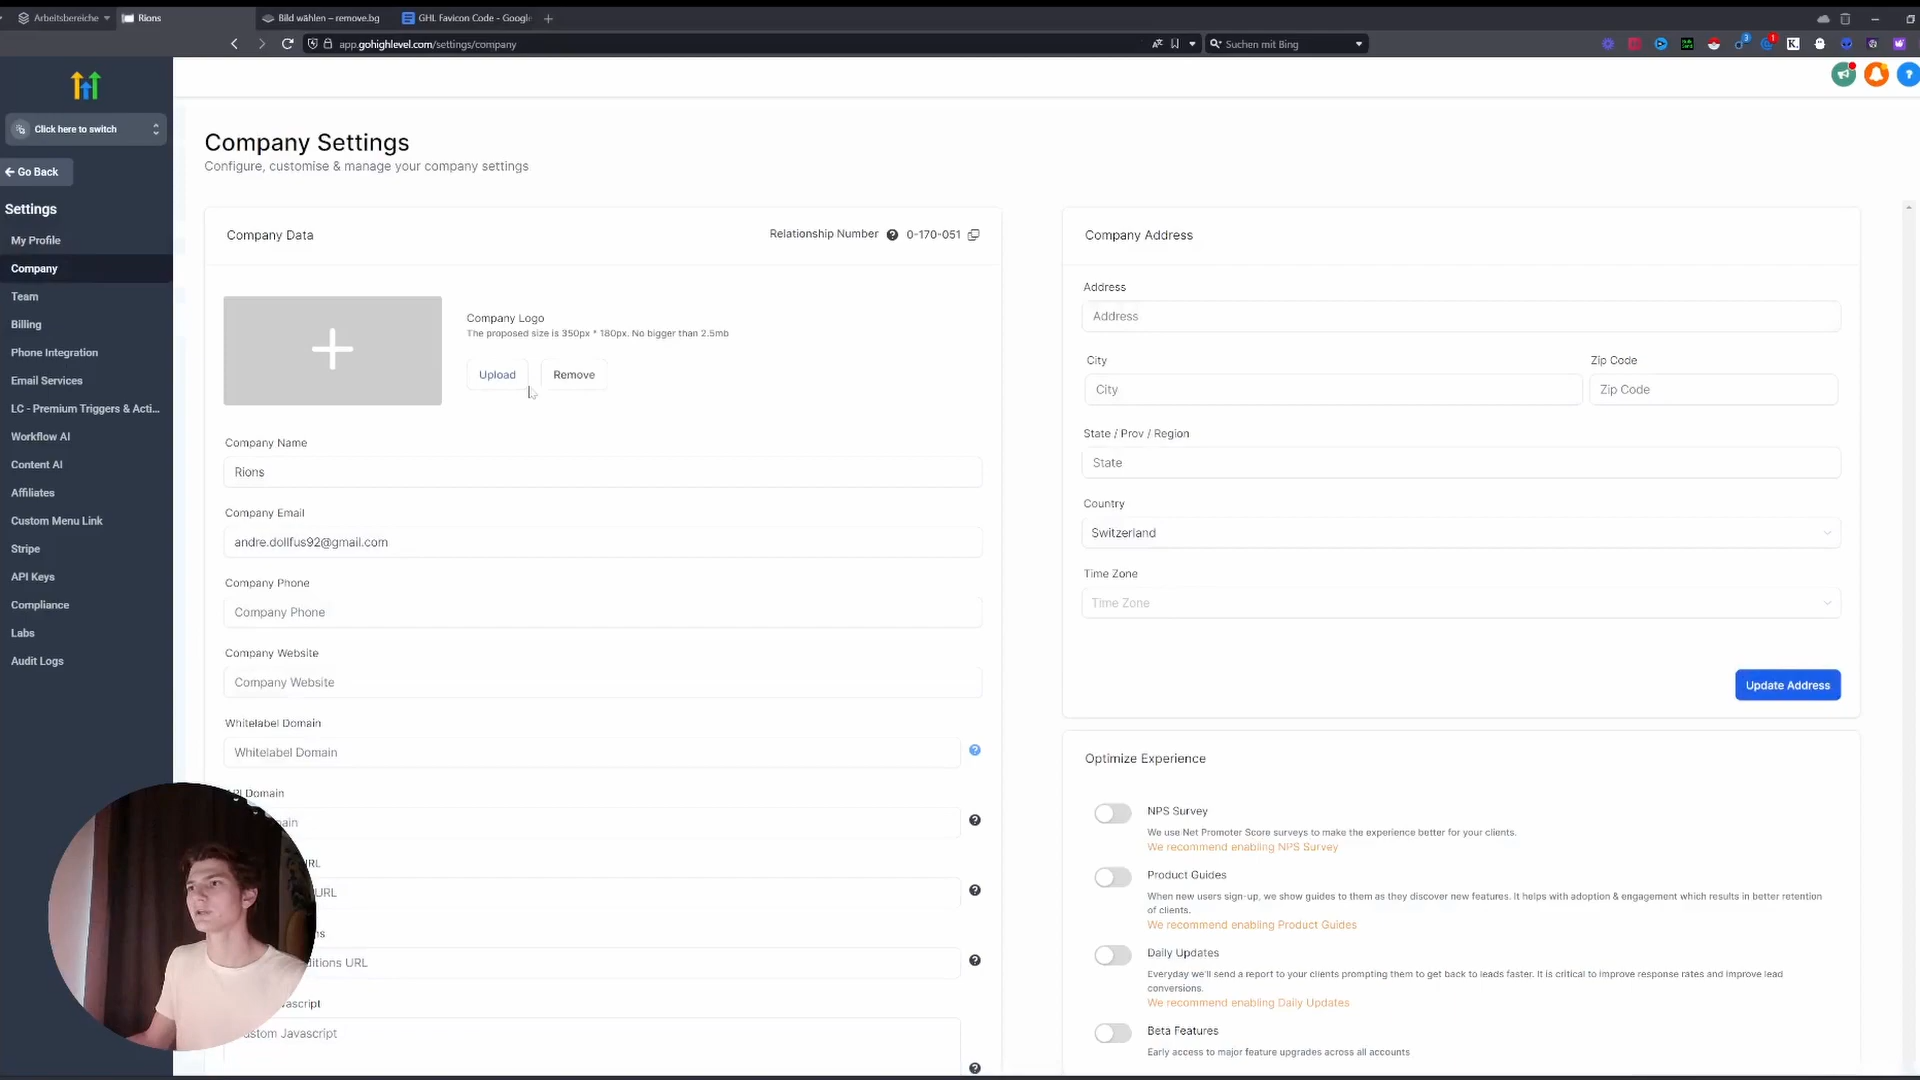 Arbeitsbereiche
Rions
Bild wählen – remove.bg
GHL Favicon Code - Google
app.gohighlevel.com/settings/company
Suchen mit Bing
3
1
K.
Click here to switch
Go Back
Settings
My Profile
Company
Team
Billing
Phone Integration
Email Services
LC - Premium Triggers & Acti...
Workflow AI
Content AI
Affiliates
Custom Menu Link
Stripe
API Keys
Compliance
Labs
Audit Logs
Company Settings
Configure, customise & manage your company settings
Company Data
Relationship Number ? 0-170-051
Company Logo
The proposed size is 350px * 180px. No bigger than 2.5mb
Upload
Remove
Company Name
Rions
Company Email
andre.dollfus92@gmail.com
Company Phone
Company Phone
Company Website
Company Website
Whitelabel Domain
Whitelabel Domain
?
PI Domain
ain
?
URL
URL
?
ns
ditions URL
?
vascript
ustom Javascript
?
Company Address
Address
Address
City
City
Zip Code
Zip Code
State / Prov / Region
State
Country
Switzerland
Time Zone
Time Zone
Update Address
Optimize Experience
NPS Survey
We use Net Promoter Score surveys to make the experience better for your clients.
We recommend enabling NPS Survey
Product Guides
When new users sign-up, we show guides to them as they discover new features. It helps with adoption & engagement which results in better retention
of clients.
We recommend enabling Product Guides
Daily Updates
Everyday we'll send a report to your clients prompting them to get back to leads faster. It is critical to improve response rates and improve lead
conversions.
We recommend enabling Daily Updates
Beta Features
Early access to major feature upgrades across all accounts